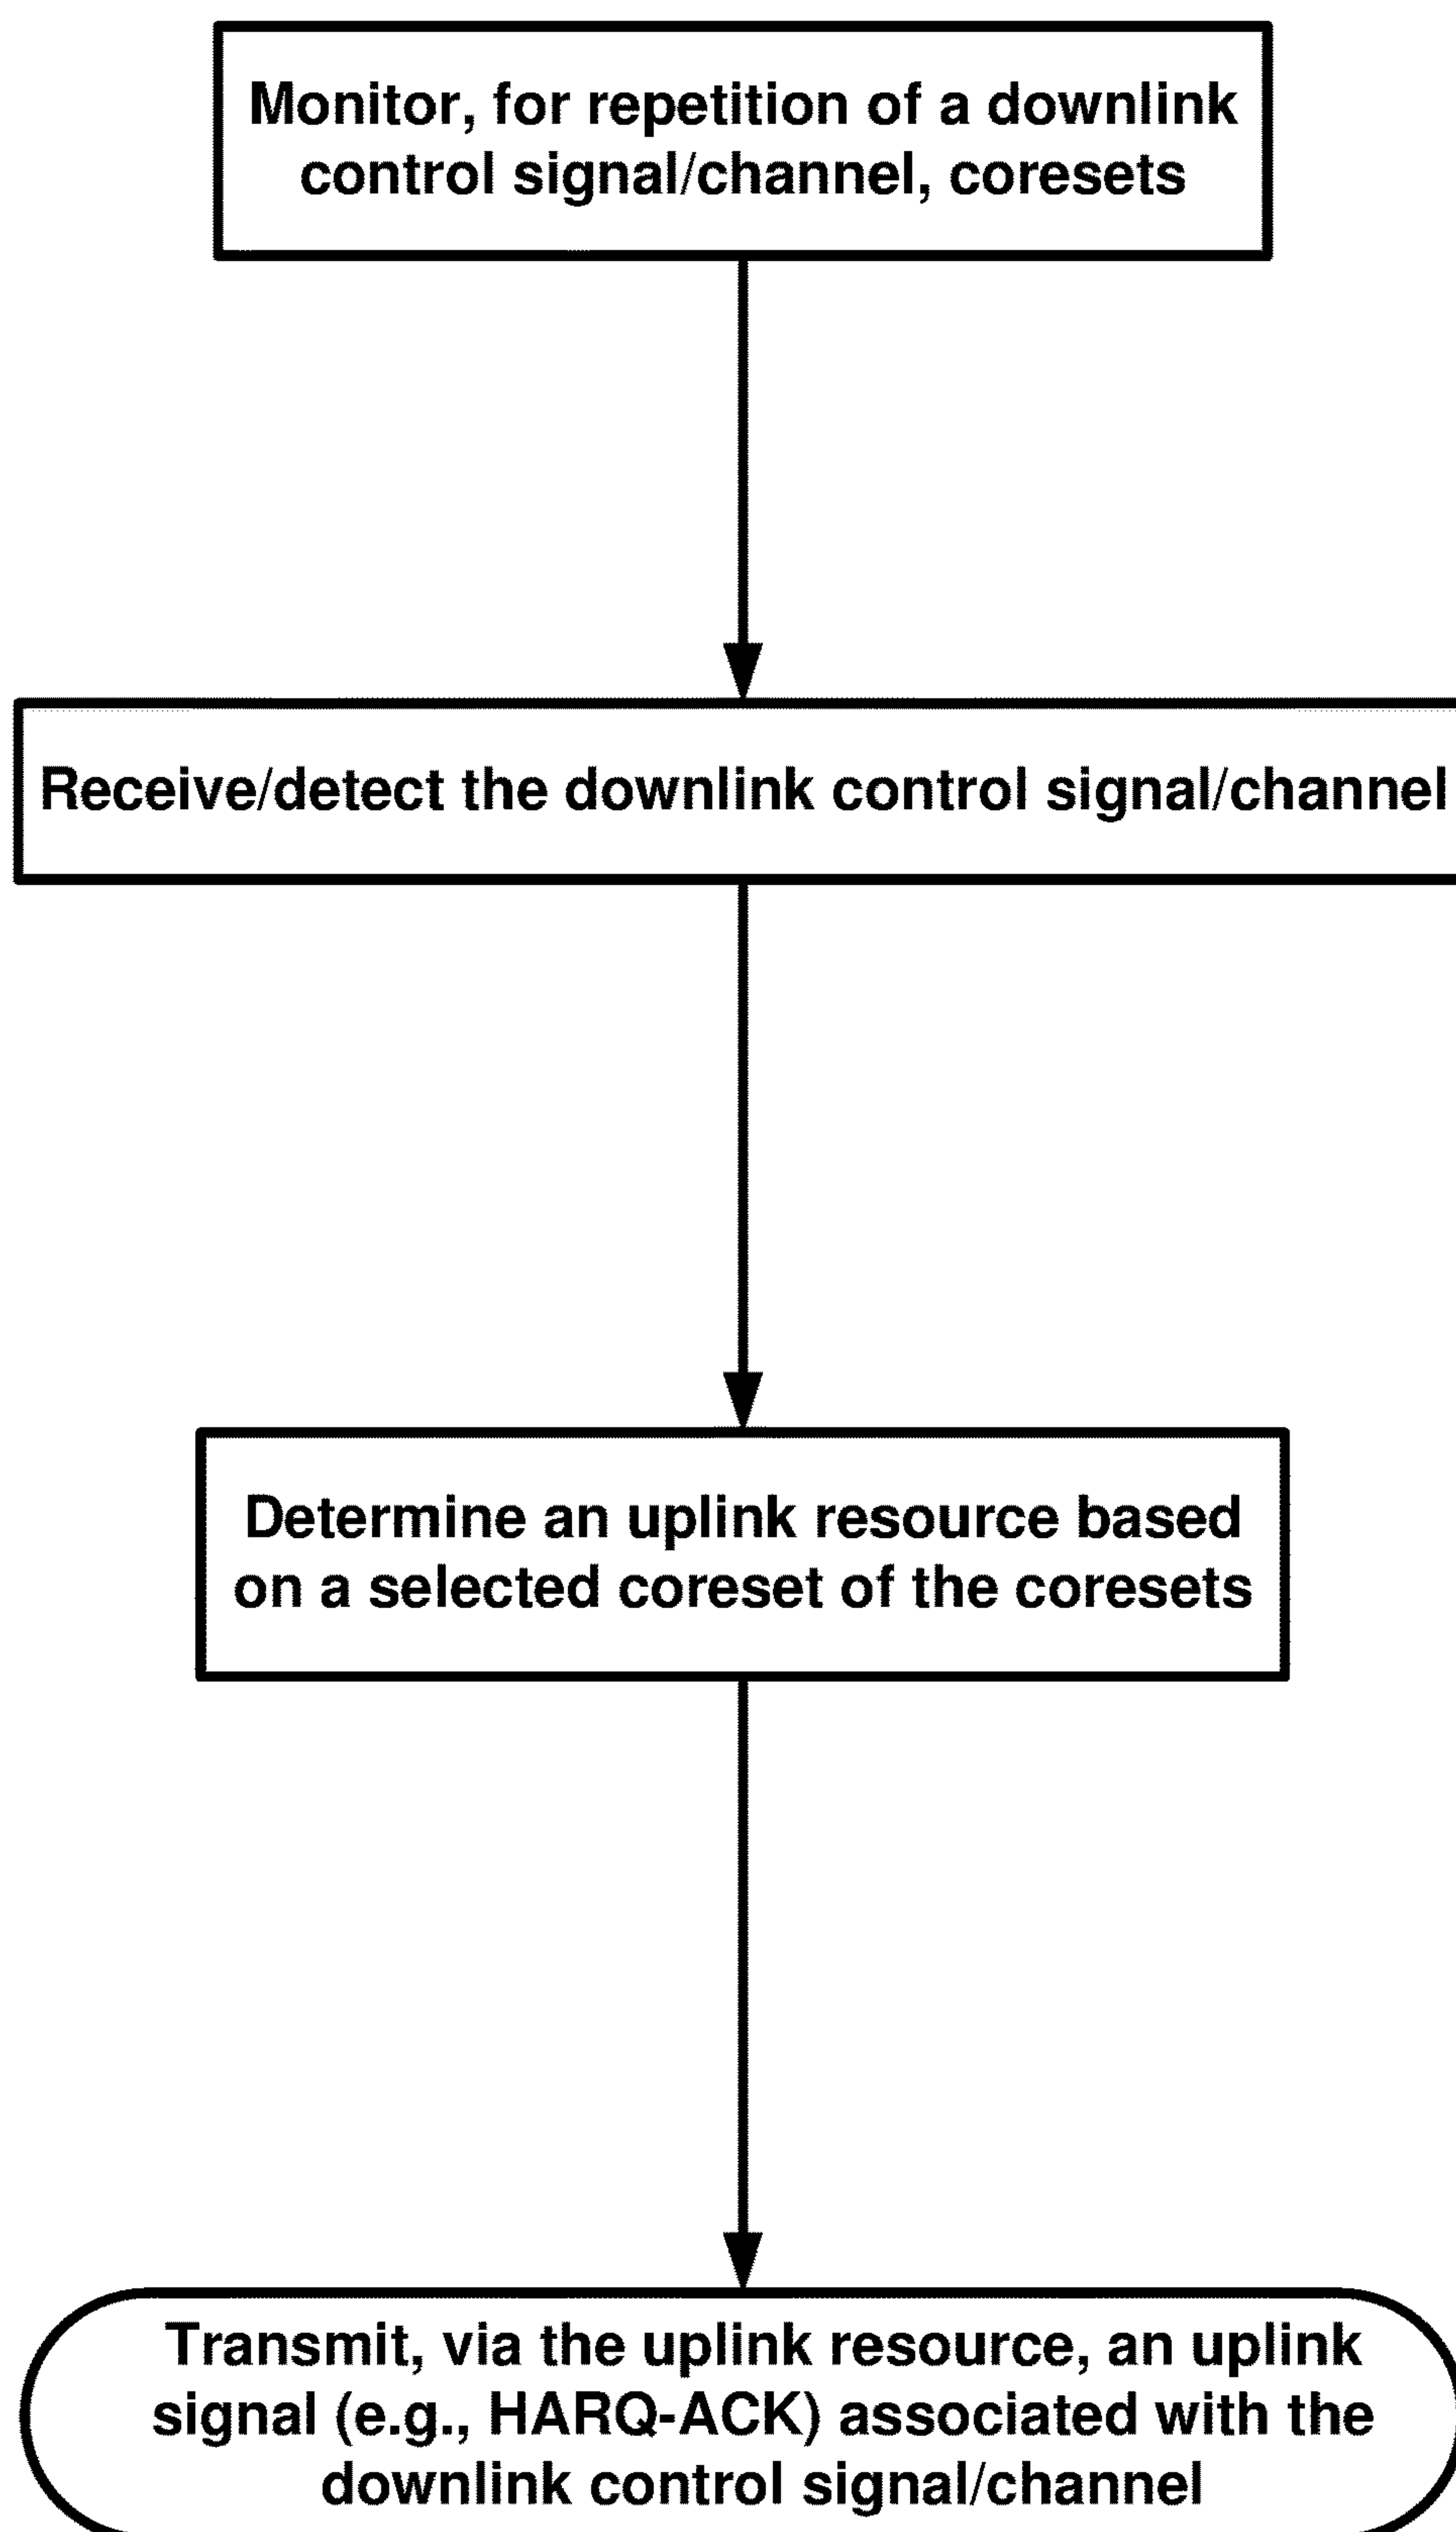 Monitor, for repetition of a downlink
control signal/channel, coresets
Receive/detect the downlink control signal/channel
Determine an uplink resource based
on a selected coreset of the coresets
Transmit, via the uplink resource, an uplink
signal (e.g., HARQ-ACK) associated with the
downlink control signal/channel